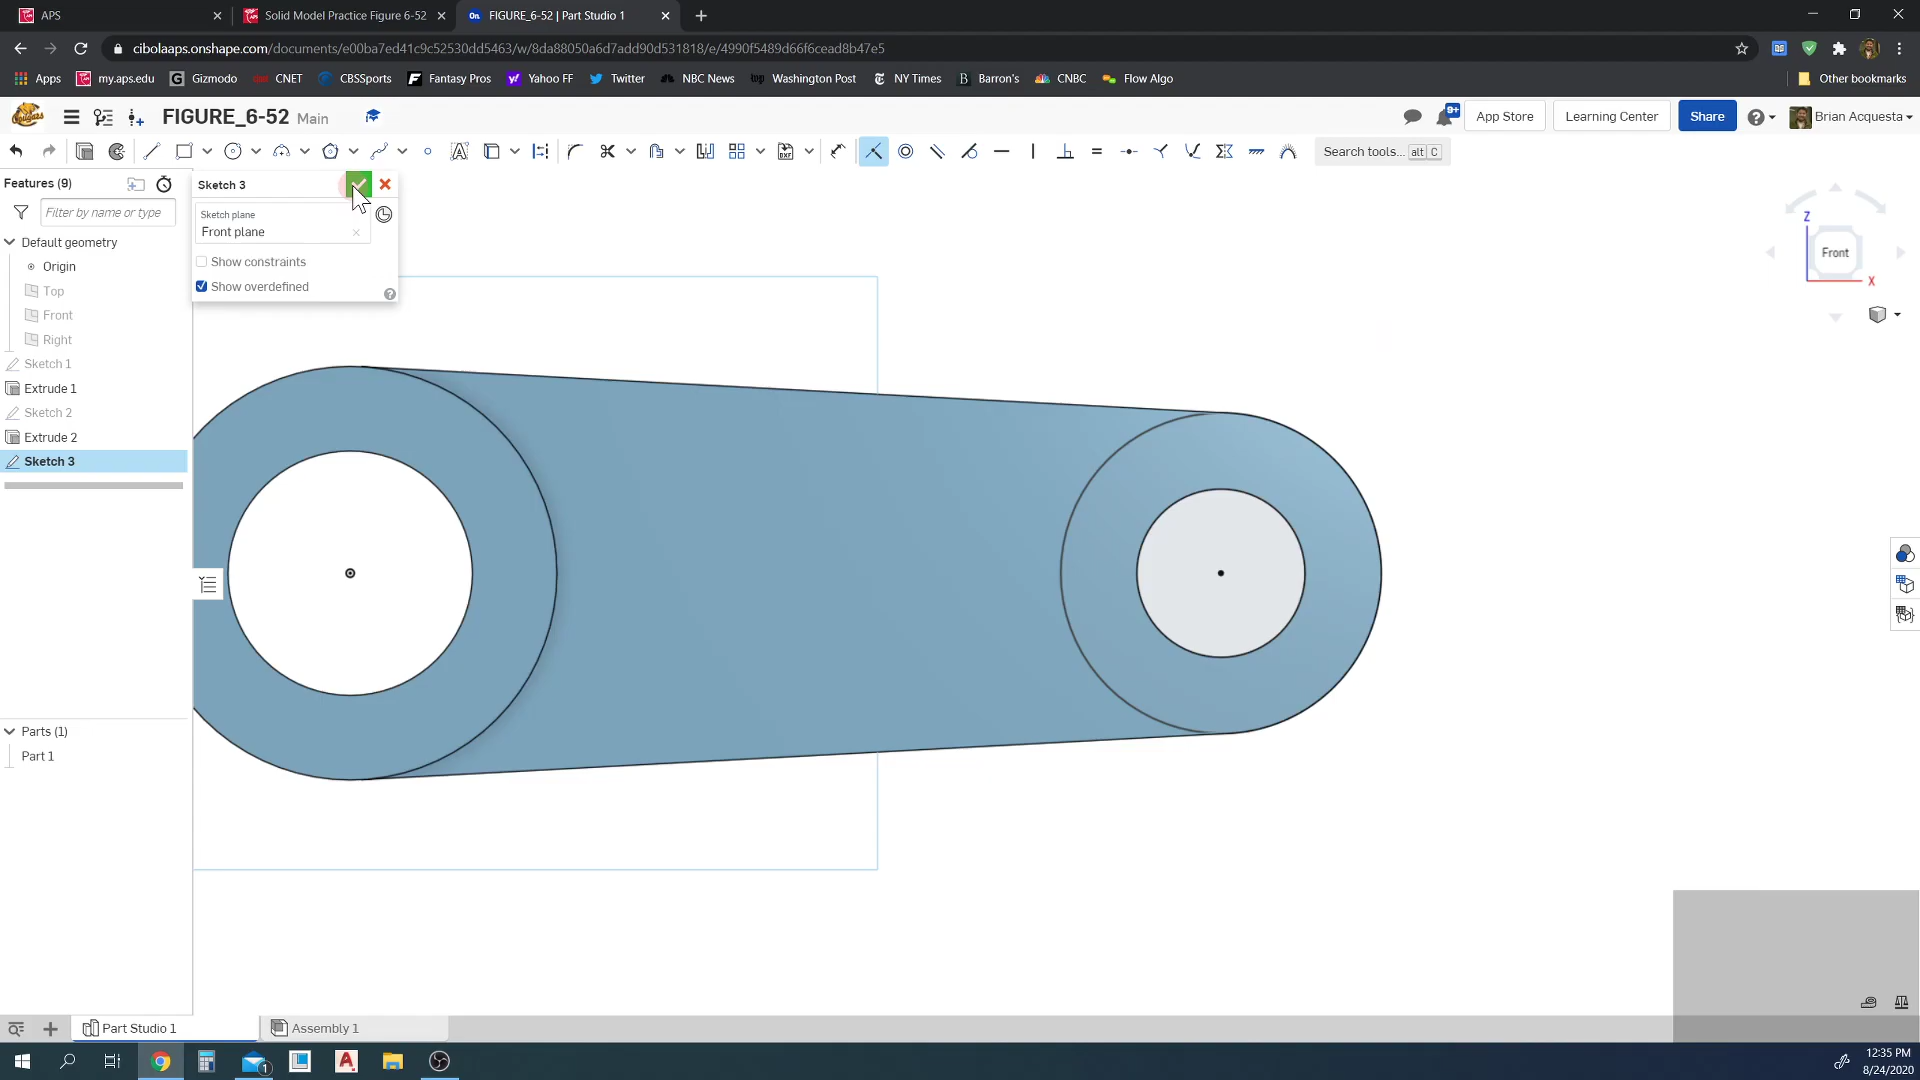 APS
Solid Model Practice Figure 6-52
On FIGURE_6-52 | Part Studio 1
cibolaaps.onshape.com/documents/e00ba7ed41c9c52530dd5463/w/8da88050a6d7add90d531818/e/4990f5489d66f6cead8b47e5
Apps my.aps.edu Gizmodo CNET CBSSports Fantasy Pros Yahoo FF Twitter NBC News Washington Post NY Times Barron's CNBC Flow Algo Other bookmarks
FIGURE_6-52 Main 9+ App Store Learning Center Share Brian Acquesta
Search tools... alt C
Features (9)
Filter by name or type
Default geometry
Origin
Top
Front
Right
Sketch 1
Extrude 1
Sketch 2
Extrude 2
Sketch 3
Sketch 3
Sketch plane
Front plane
Show constraints
Show overdefined
Z
Front
X
Parts (1)
Part 1
Part Studio 1
Assembly 1
1
12:35 PM
8/24/2020